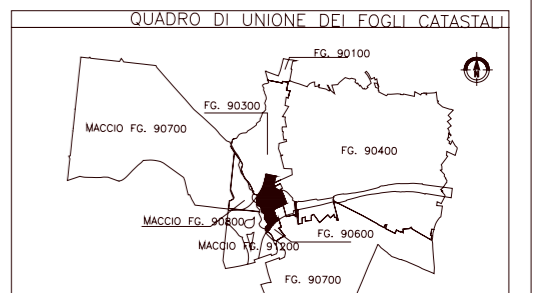 QUADRO DI UNIONE DEI FOGLI CATASTALI
FG. 90100
N
FG. 90300
MACCIO FG. 90700
FG. 90400
MACCIO FG. 90800
FG. 90600
MACCIO FG. 91200
FG. 90700